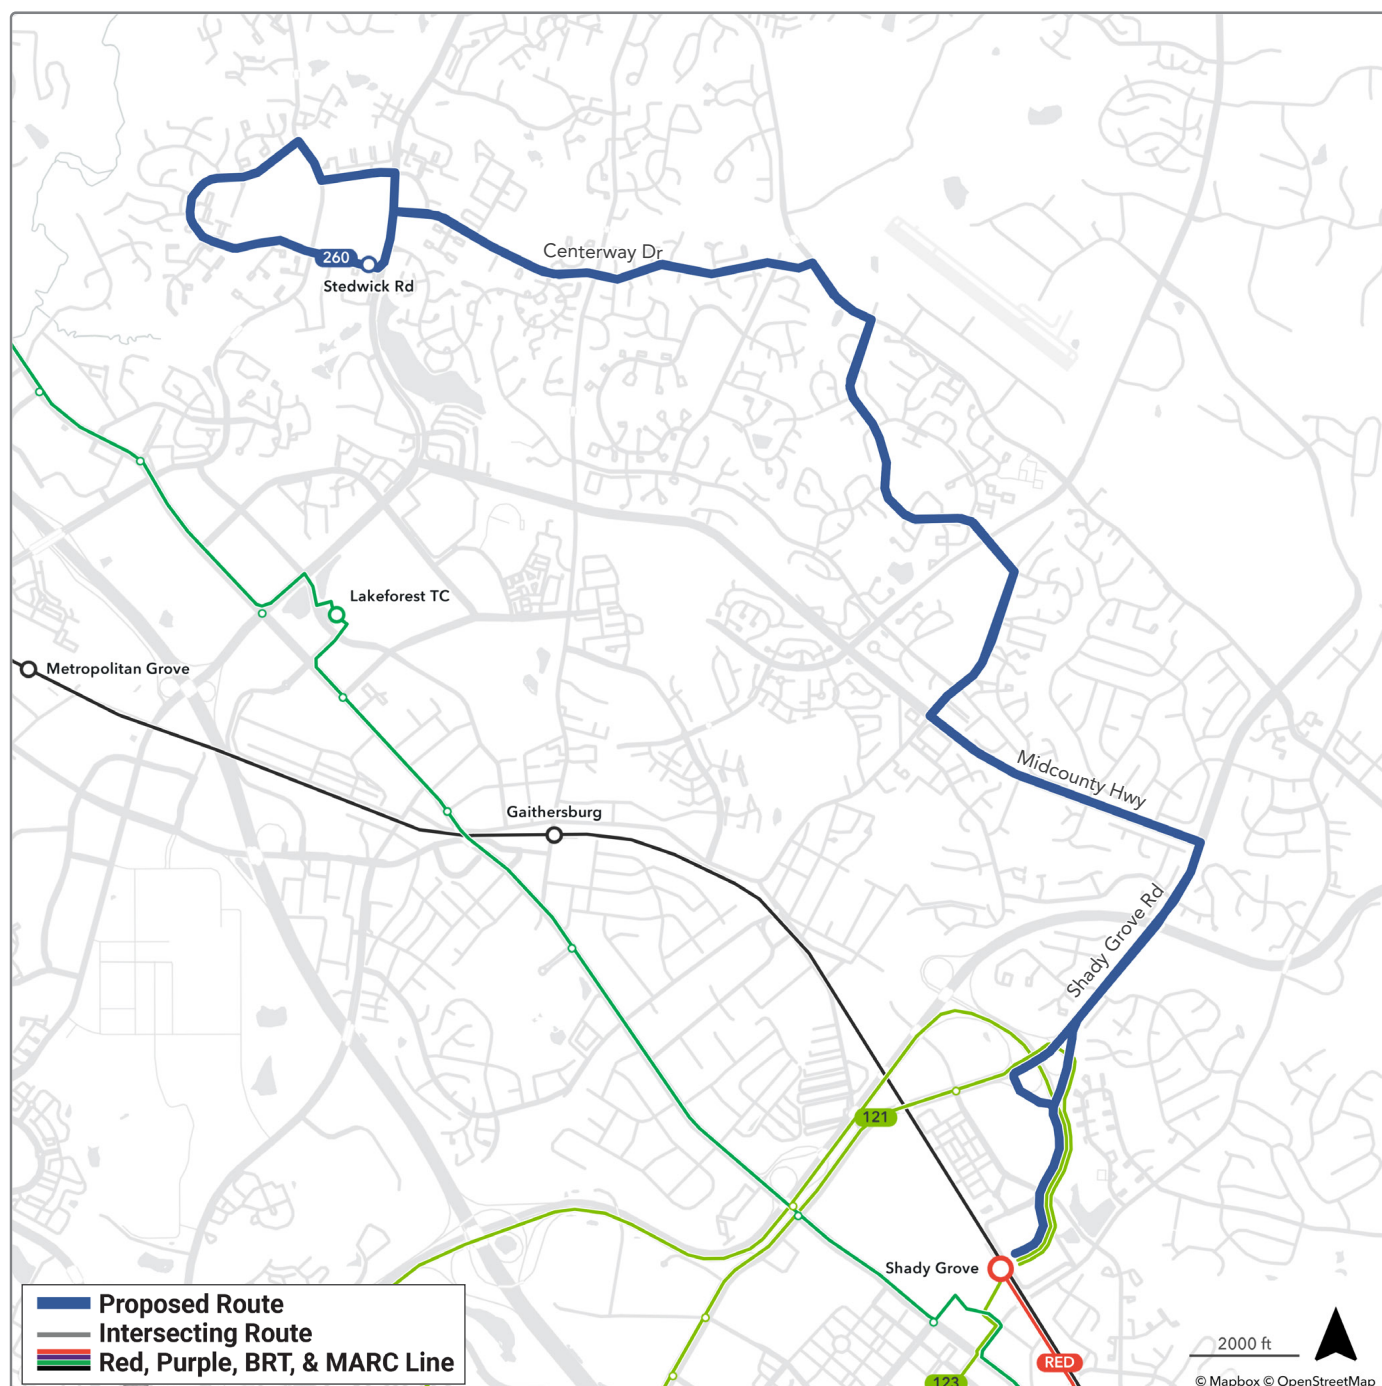 Centerway Dr
260
Stedwick Rd
Lakeforest TC
Metropolitan Grove
Midcounty Hwy
Gaithersburg
Shady Grove Rd
121
Shady Grove
Proposed Route
Intersecting Route
Red, Purple, BRT, & MARC Line
2000 ft
RED
123
© Mapbox © OpenStreetMap